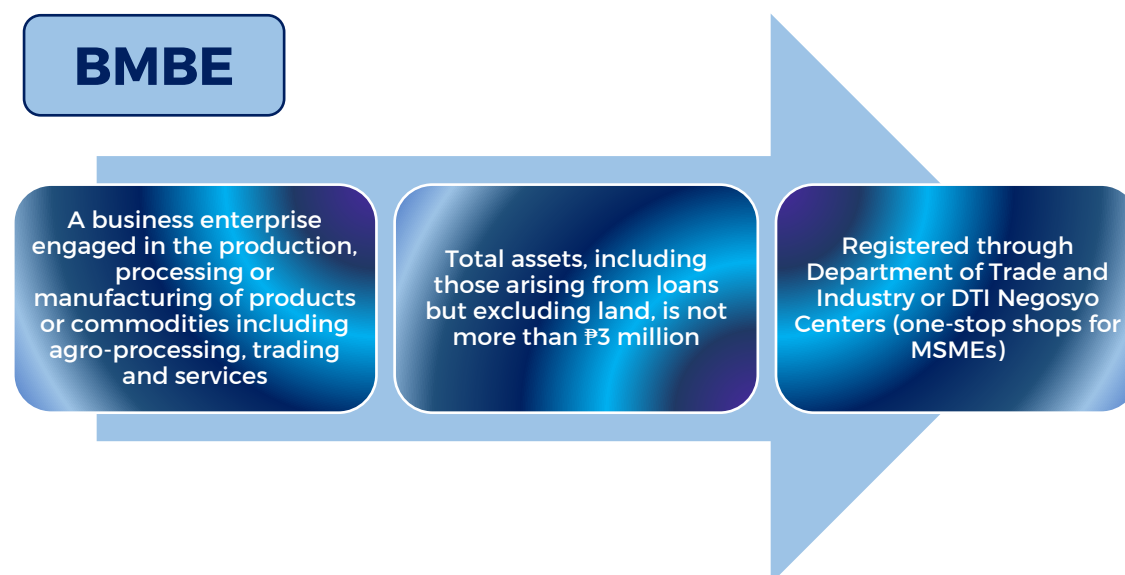 BMBE
A business enterprise
engaged in the production,
processing or
manufacturing of products
or commodities including
agro-processing, trading
and services
Total assets, including
those arising from loans
but excluding land, is not
more than ₱3 million
Registered through
Department of Trade and
Industry or DTI Negosyo
Centers (one-stop shops for
MSMEs)